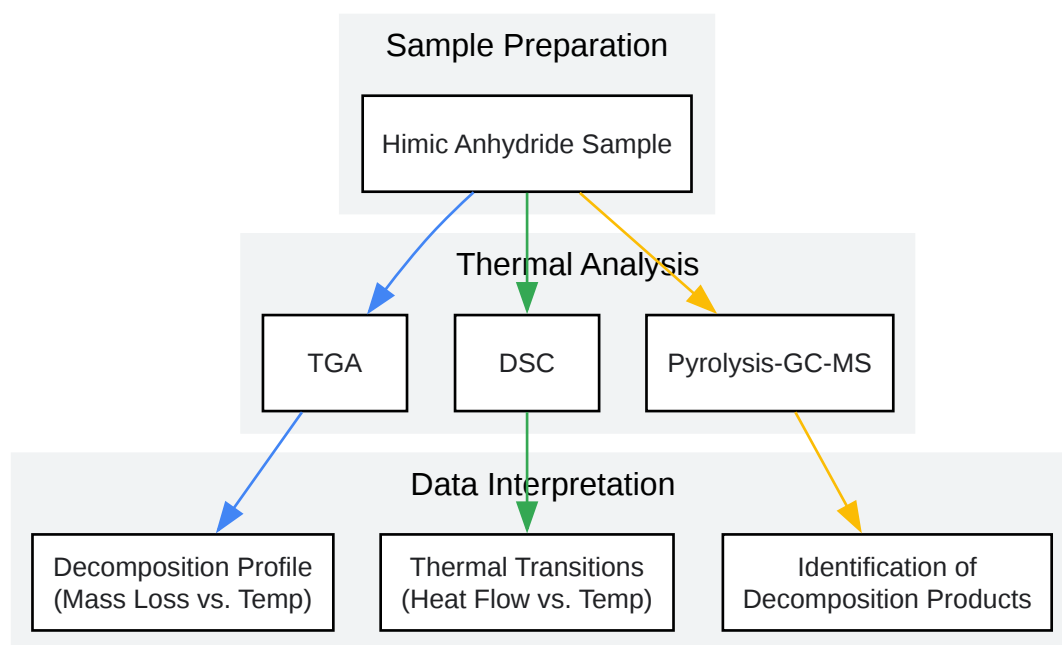 Sample Preparation
Himic Anhydride Sample
Thermal Analysis
TGA
DSC
Pyrolysis-GC-MS
Data Interpretation
Decomposition Profile
(Mass Loss vs. Temp)
Thermal Transitions
(Heat Flow vs. Temp)
Identification of
Decomposition Products